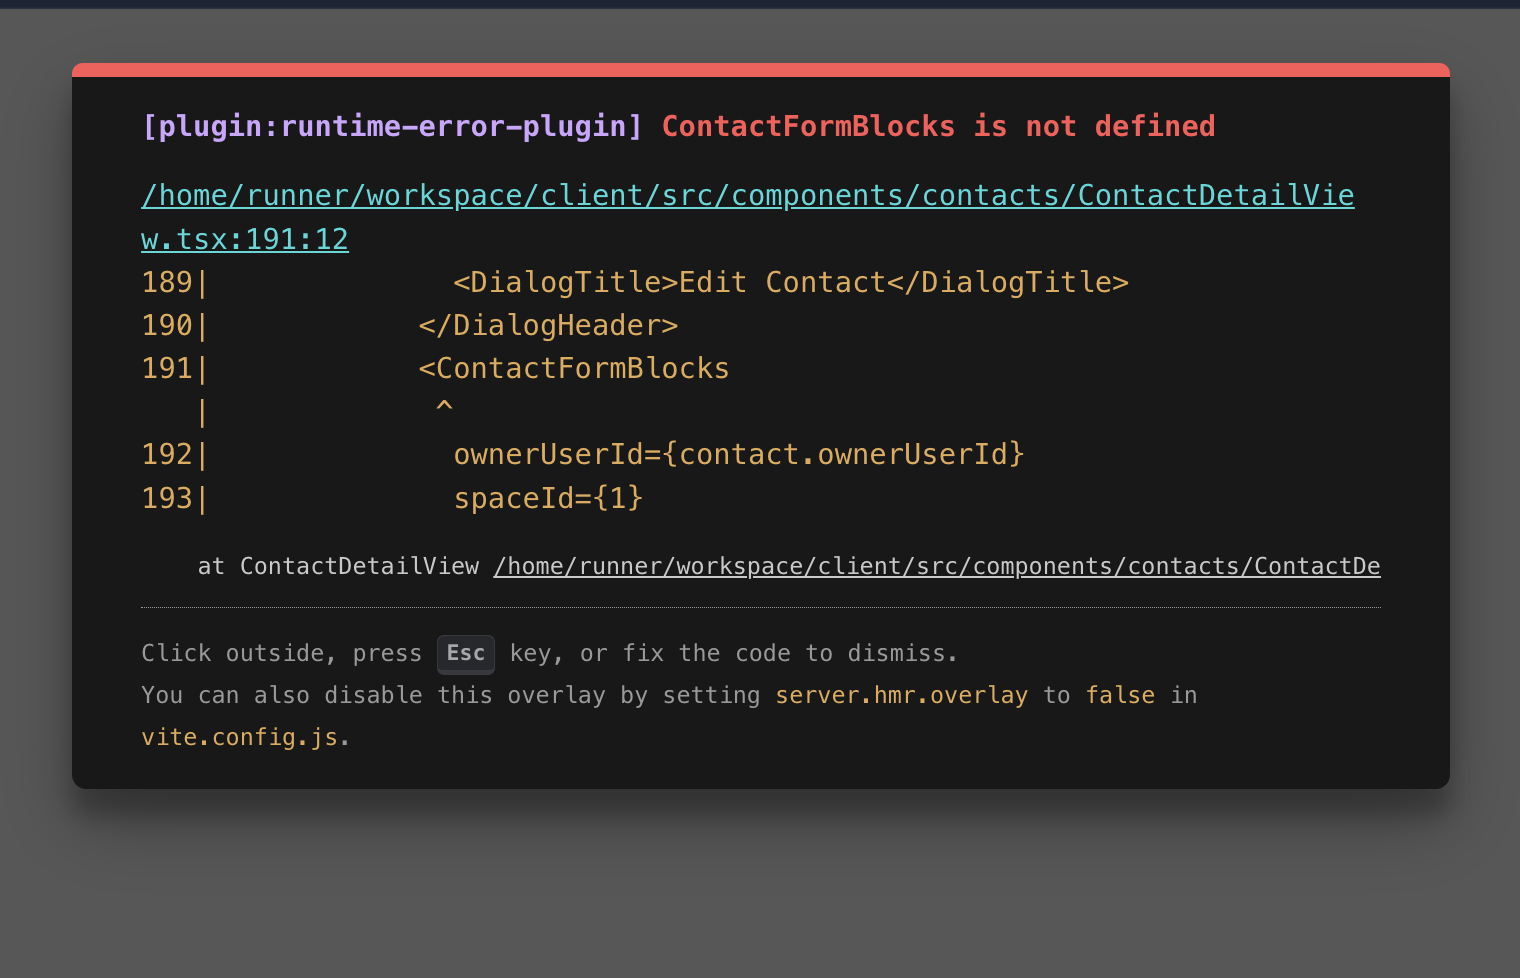 [plugin:runtime-error-plugin] ContactFormBlocks is not defined
/home/runner/workspace/client/src/components/contacts/ContactDetailVie
w.tsx:191:12
189|              <DialogTitle>Edit Contact</DialogTitle>
190|            </DialogHeader>
191|            <ContactFormBlocks
   |             ^
192|              ownerUserId={contact.ownerUserId}
193|              spaceId={1}
    at ContactDetailView /home/runner/workspace/client/src/components/contacts/ContactDe
Click outside, press Esc key, or fix the code to dismiss.
You can also disable this overlay by setting server.hmr.overlay to false in
vite.config.js.